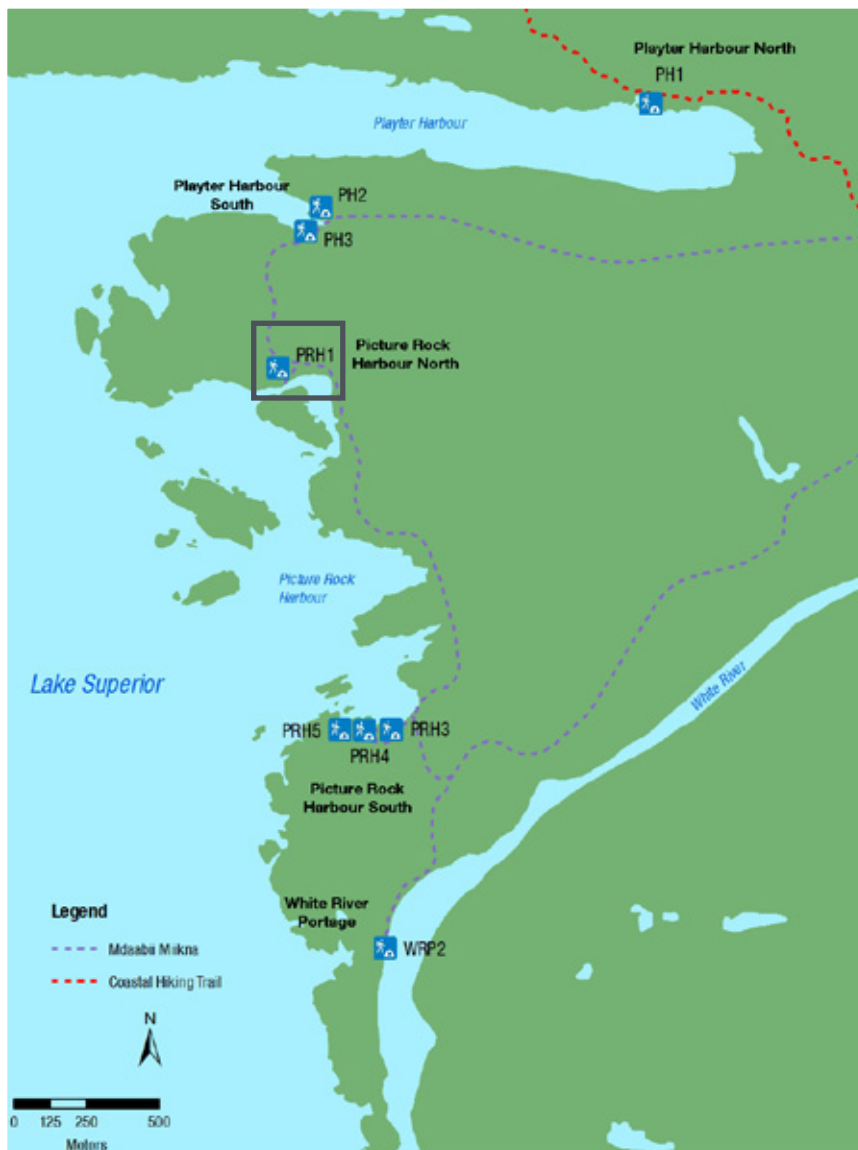 Playter Harbour North
PH1
Playter Harbour
Playter Harbour
South
PH2
PH3
PRH1
Picture Rock
Harbour North
Picture Rock
Harbour
Lake Superior
White River
PRH5
PRH4
PRH3
Picture Rock
Harbour South
White River
Portage
WRP2
Legend
Mdaabii Miikna
Coastal Hiking Trail
N
0 125 250 500
Meters